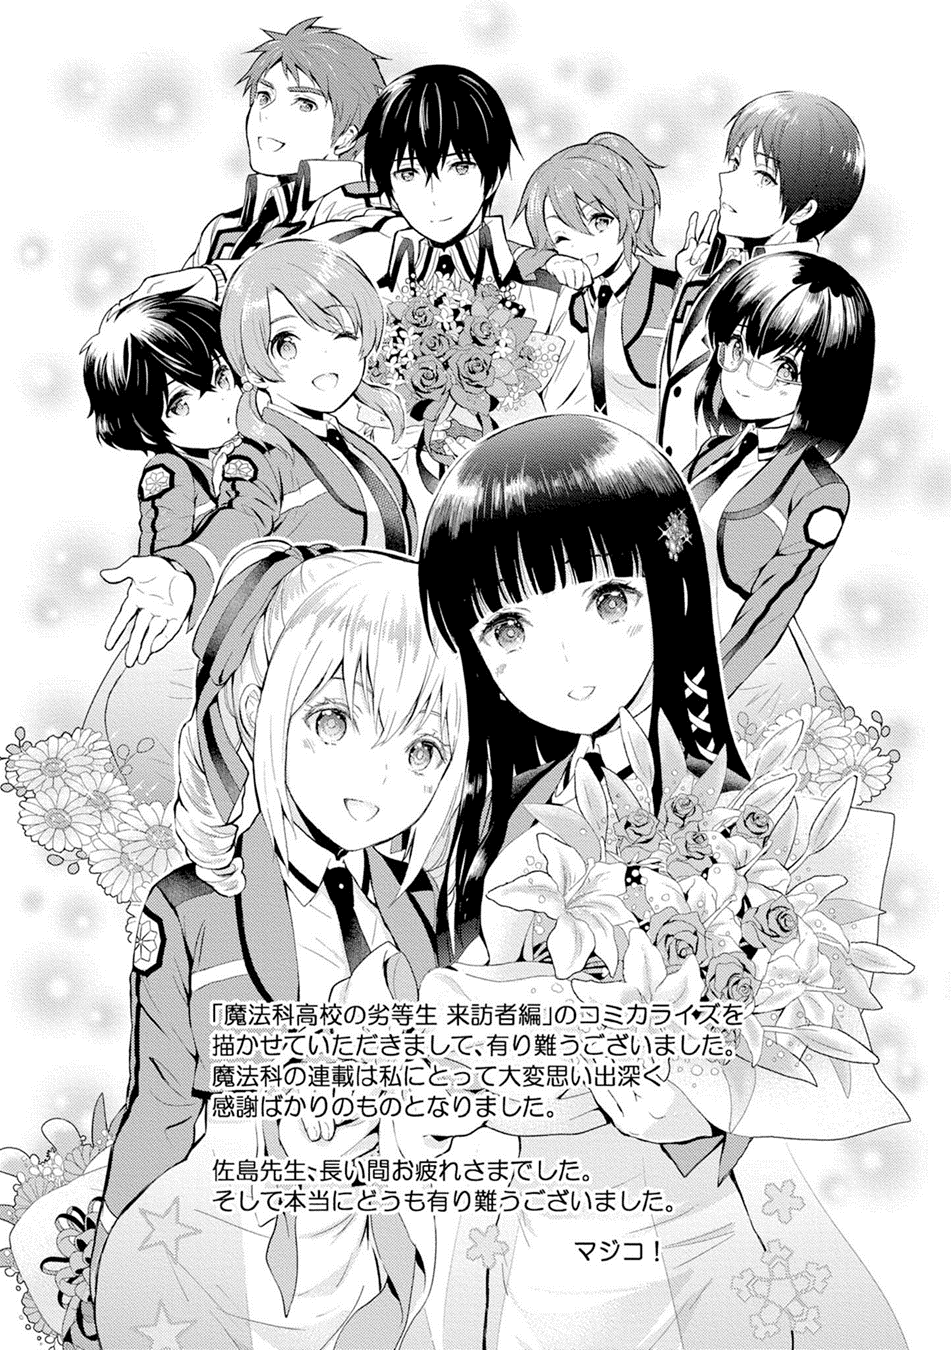 「魔法科高校の劣等生 来訪者編」のコミカライズを
描かせていただきまして、有り難うございました。
魔法科の連載は私にとって大変思い出深く
感謝ばかりのものとなりました。
佐島先生、長い間お疲れさまでした。
そして本当にどうも有り難うございました。
マジコ！